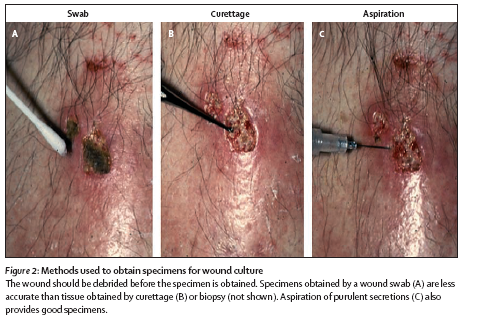 Swab
Curettage
Aspiration
A
B
C
Figure 2: Methods used to obtain specimens for wound culture
The wound should be debrided before the specimen is obtained. Specimens obtained by a wound swab (A) are less
accurate than tissue obtained by curettage (B) or biopsy (not shown). Aspiration of purulent secretions (C) also
provides good specimens.